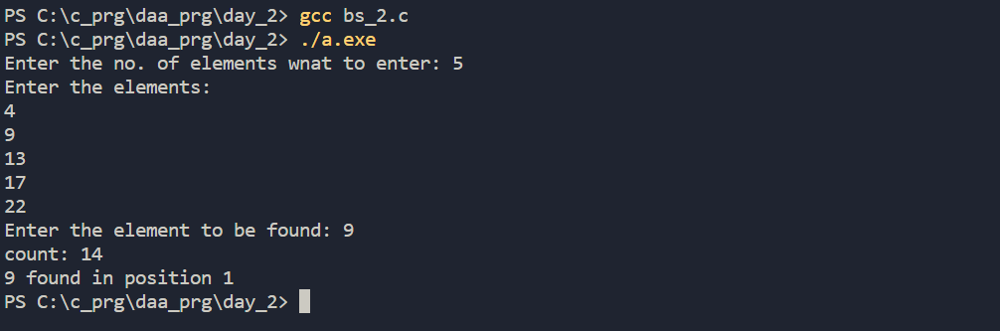 PS C:\c_prg\daa_prg\day_2> gcc bs_2.c
PS C:\c_prg\daa_prg\day_2> ./a.exe
Enter the no. of elements wnat to enter: 5
Enter the elements:
4
9
13
17
22
Enter the element to be found: 9
count: 14
9 found in position 1
PS C:\c_prg\daa_prg\day_2>